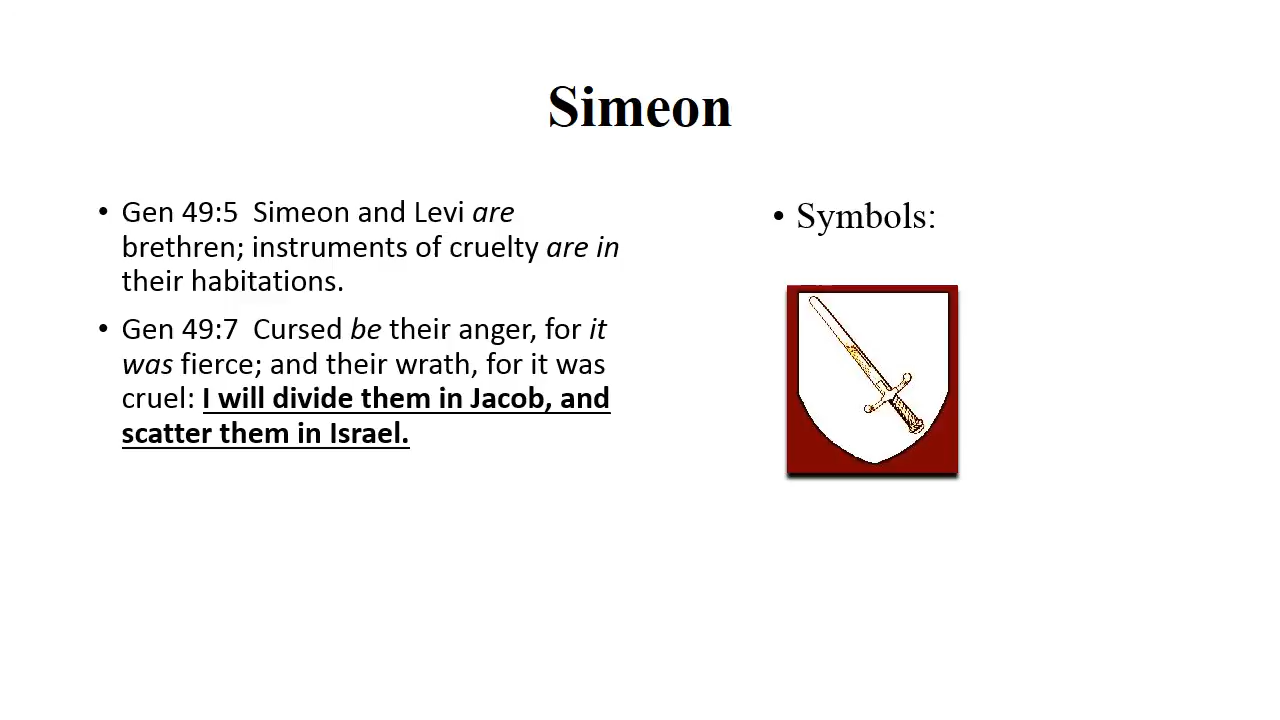 Simeon
• Gen 49:5  Simeon and Levi are
brethren; instruments of cruelty are in
their habitations.
• Gen 49:7  Cursed be their anger, for it
was fierce; and their wrath, for it was
cruel: I will divide them in Jacob, and
scatter them in Israel.
• Symbols: